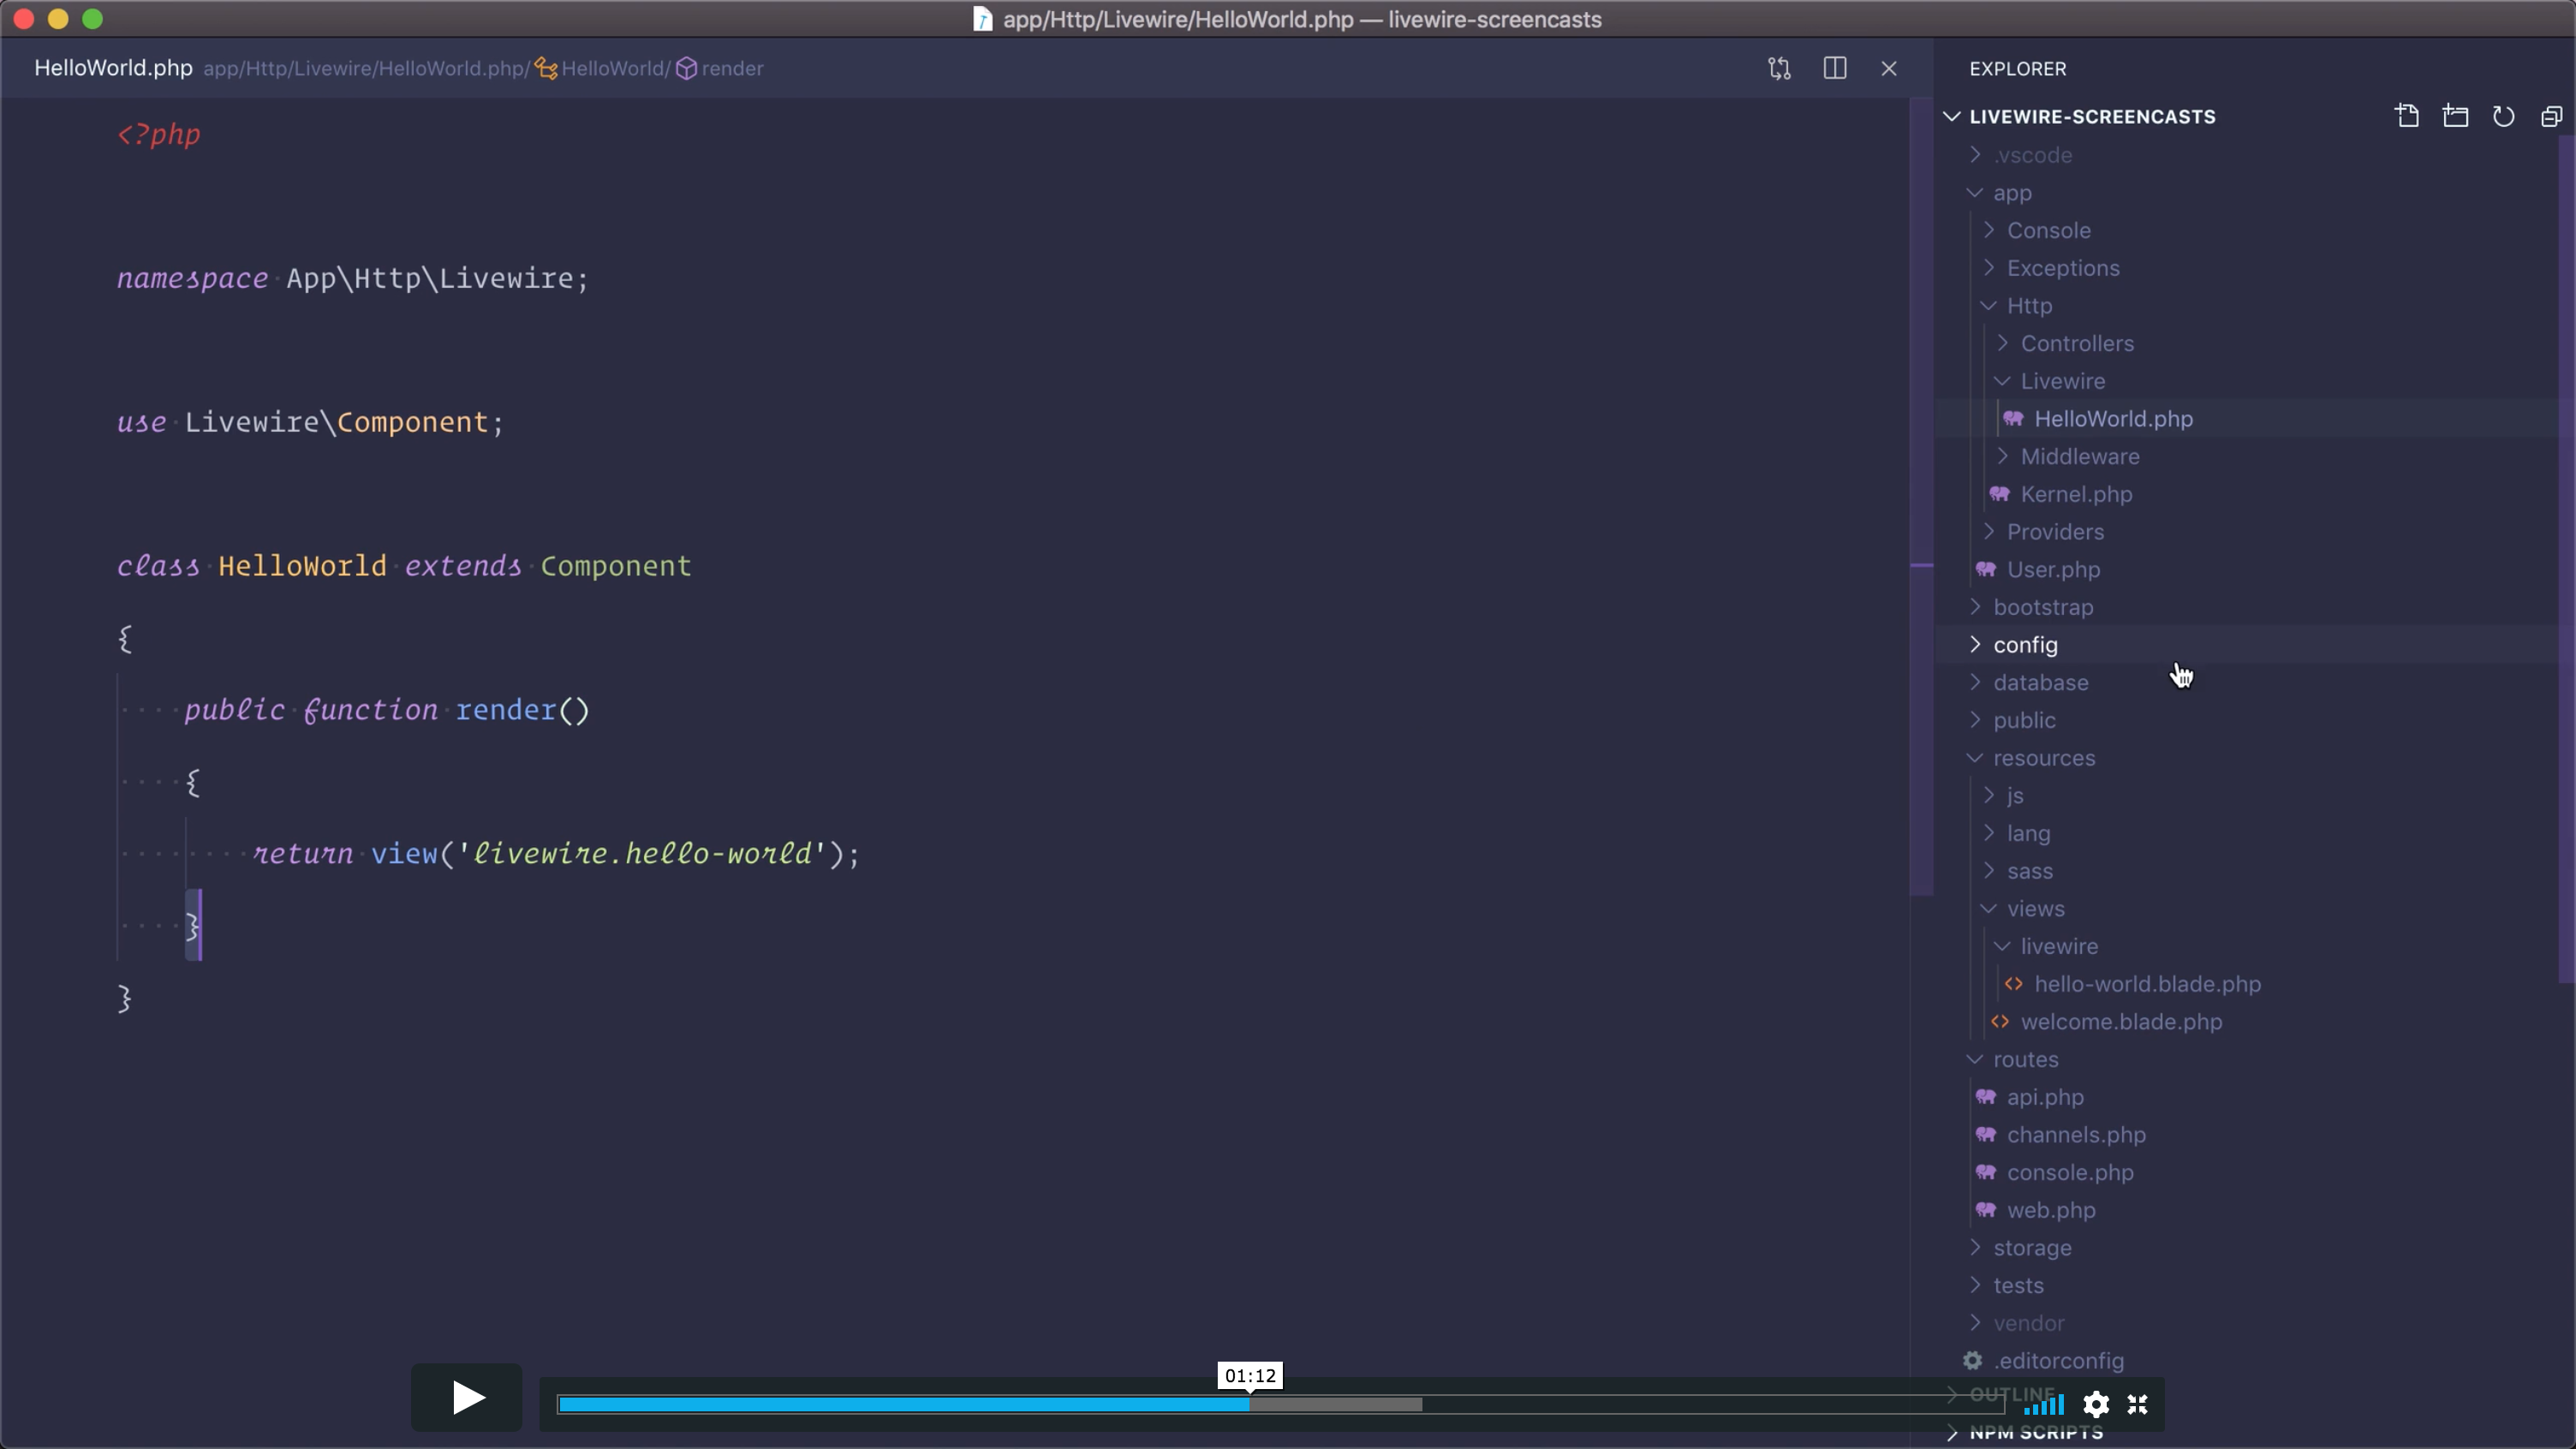 app/Http/Livewire/HelloWorld.php — livewire-screencasts
HelloWorld.php app/Http/Livewire/HelloWorld.php/ HelloWorld/ render
<?php
namespace App\Http\Livewire;
use Livewire\Component;
class HelloWorld extends Component
{
public function render()
{
return view('livewire.hello-world');
}
}
EXPLORER
LIVEWIRE-SCREENCASTS
.vscode
app
Console
Exceptions
Http
Controllers
Livewire
HelloWorld.php
Middleware
Kernel.php
Providers
User.php
bootstrap
config
database
public
resources
js
lang
sass
views
livewire
hello-world.blade.php
welcome.blade.php
routes
api.php
channels.php
console.php
web.php
storage
tests
vendor
.editorconfig
OUTLINE
NPM SCRIPTS
01:12